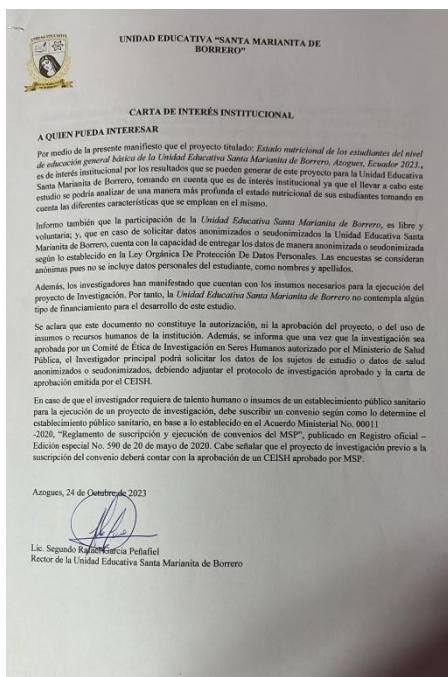 UNIDAD EDUCATIVA “SANTA MARIANITA DE
BORRERO”
CARTA DE INTERÉS INSTITUCIONAL
A QUIEN PUEDA INTERESAR
Por medio de la presente manifiesto que el proyecto titulado: Estado nutricional de los estudiantes del nivel
de educación general básica de la Unidad Educativa Santa Marianita de Borrero, Azogues, Ecuador 2023.,
es de interés institucional por los resultados que se pueden generar de este proyecto para la Unidad Educativa
Santa Marianita de Borrero, tomando en cuenta que es de interés institucional ya que el llevar a cabo este
estudio se podría analizar de una manera más profunda el estado nutricional de sus estudiantes tomando en
cuenta las diferentes características que se emplean en el mismo.
Informo también que la participación de la Unidad Educativa Santa Marianita de Borrero, es libre y
voluntaria; y, que en caso de solicitar datos anonimizados o seudonimizados la Unidad Educativa Santa
Marianita de Borrero, cuenta con la capacidad de entregar los datos de manera anonimizada o seudonimizada
según lo establecido en la Ley Orgánica De Protección De Datos Personales. Las encuestas se consideran
anónimas pues no se incluye datos personales del estudiante, como nombres y apellidos.
Además, los investigadores han manifestado que cuentan con los insumos necesarios para la ejecución del
proyecto de Investigación. Por tanto, la Unidad Educativa Santa Marianita de Borrero no contempla algún
tipo de financiamiento para el desarrollo de este estudio.
Se aclara que este documento no constituye la autorización, ni la aprobación del proyecto, o del uso de
insumos o recursos humanos de la institución. Además, se informa que una vez que la investigación sea
aprobada por un Comité de Ética de Investigación en Seres Humanos autorizado por el Ministerio de Salud
Pública, el Investigador principal podrá solicitar los datos de los sujetos de estudio o datos de salud
anonimizados o seudonimizados, debiendo adjuntar el protocolo de investigación aprobado y la carta de
aprobación emitida por el CEISH.
En caso de que el investigador requiera de talento humano o insumos de un establecimiento público sanitario
para la ejecución de un proyecto de investigación, debe suscribir un convenio según como lo determine el
establecimiento público sanitario, en base a lo establecido en el Acuerdo Ministerial No. 00011
-2020, “Reglamento de suscripción y ejecución de convenios del MSP”, publicado en Registro oficial –
Edición especial No. 590 de 20 de mayo de 2020. Cabe señalar que el proyecto de investigación previo a la
suscripción del convenio deberá contar con la aprobación de un CEISH aprobado por MSP.
Azogues, 24 de Octubre de 2023
Lic. Segundo Rafael García Peñafiel
Rector de la Unidad Educativa Santa Marianita de Borrero